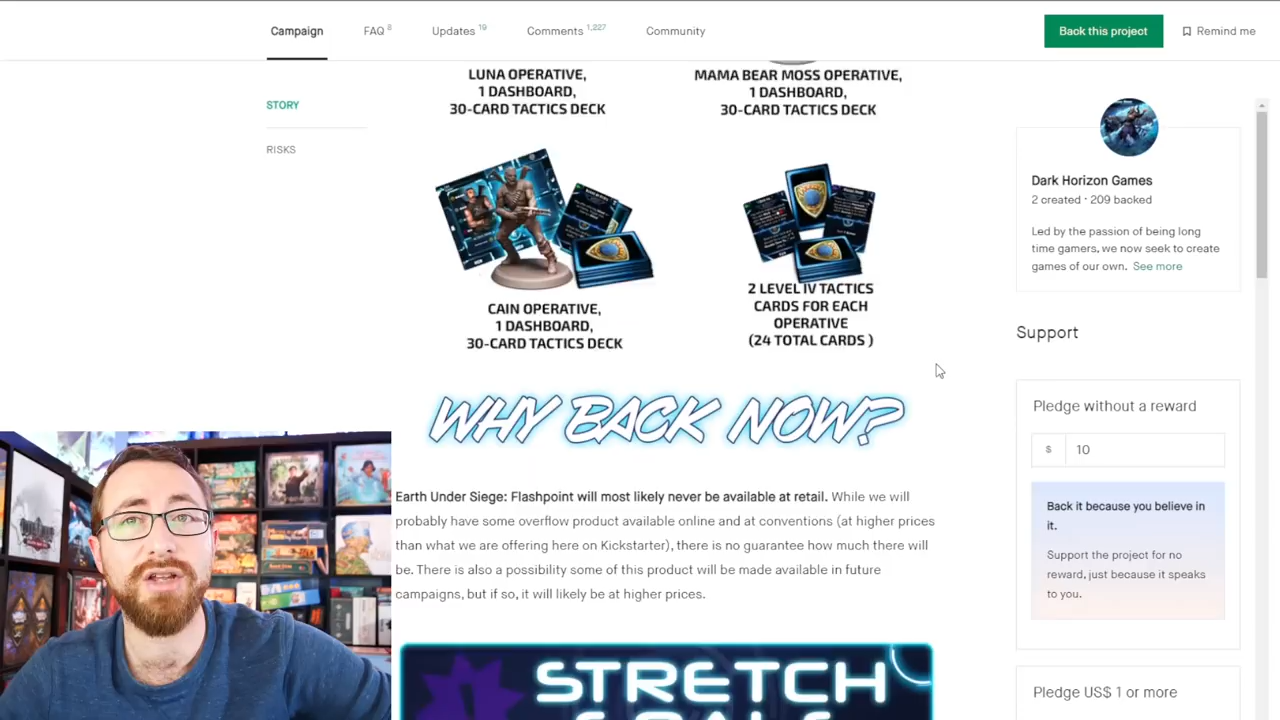 Campaign
FAQ 8
Updates 19
Comments 1,227
Community
Back this project
Remind me
STORY
RISKS
LUNA OPERATIVE,
1 DASHBOARD,
30-CARD TACTICS DECK
MAMA BEAR MOSS OPERATIVE,
1 DASHBOARD,
30-CARD TACTICS DECK
CAIN OPERATIVE,
1 DASHBOARD,
30-CARD TACTICS DECK
2 LEVEL IV TACTICS
CARDS FOR EACH
OPERATIVE
(24 TOTAL CARDS )
WHY BACK NOW?
Earth Under Siege: Flashpoint will most likely never be available at retail. While we will
probably have some overflow product available online and at conventions (at higher prices
than what we are offering here on Kickstarter), there is no guarantee how much there will
be. There is also a possibility some of this product will be made available in future
campaigns, but if so, it will likely be at higher prices.
STRETCH
GOALS
Dark Horizon Games
2 created · 209 backed
Led by the passion of being long
time gamers, we now seek to create
games of our own. See more
Support
Pledge without a reward
$ 10
Back it because you believe in
it.
Support the project for no
reward, just because it speaks
to you.
Pledge US$ 1 or more